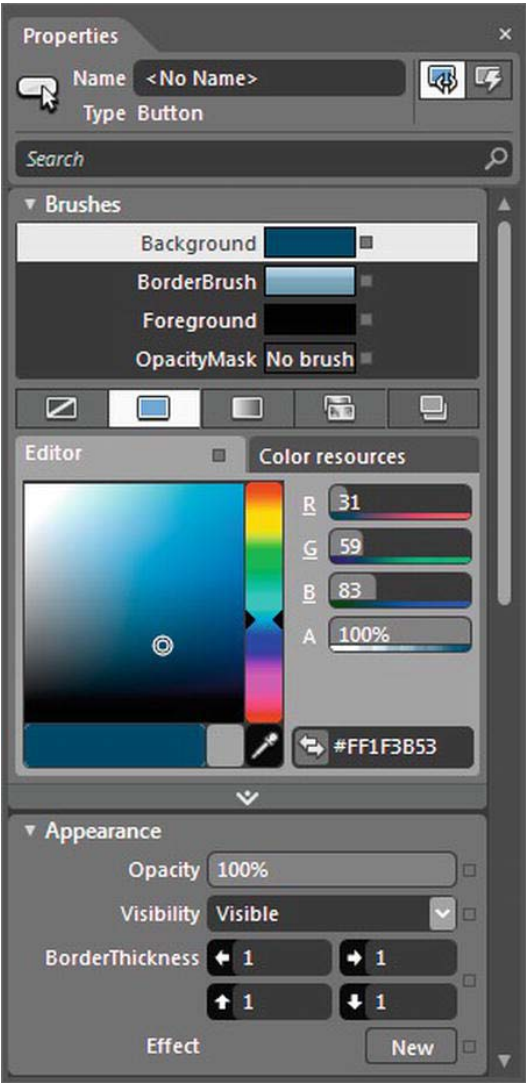 Properties
Name <No Name>
Type Button
Search
Brushes
Background
BorderBrush
Foreground
OpacityMask No brush
Editor Color resources
R 31
G 59
B 83
A 100%
#FF1F3B53
Appearance
Opacity 100%
Visibility Visible
BorderThickness 1 1
1 1
Effect New